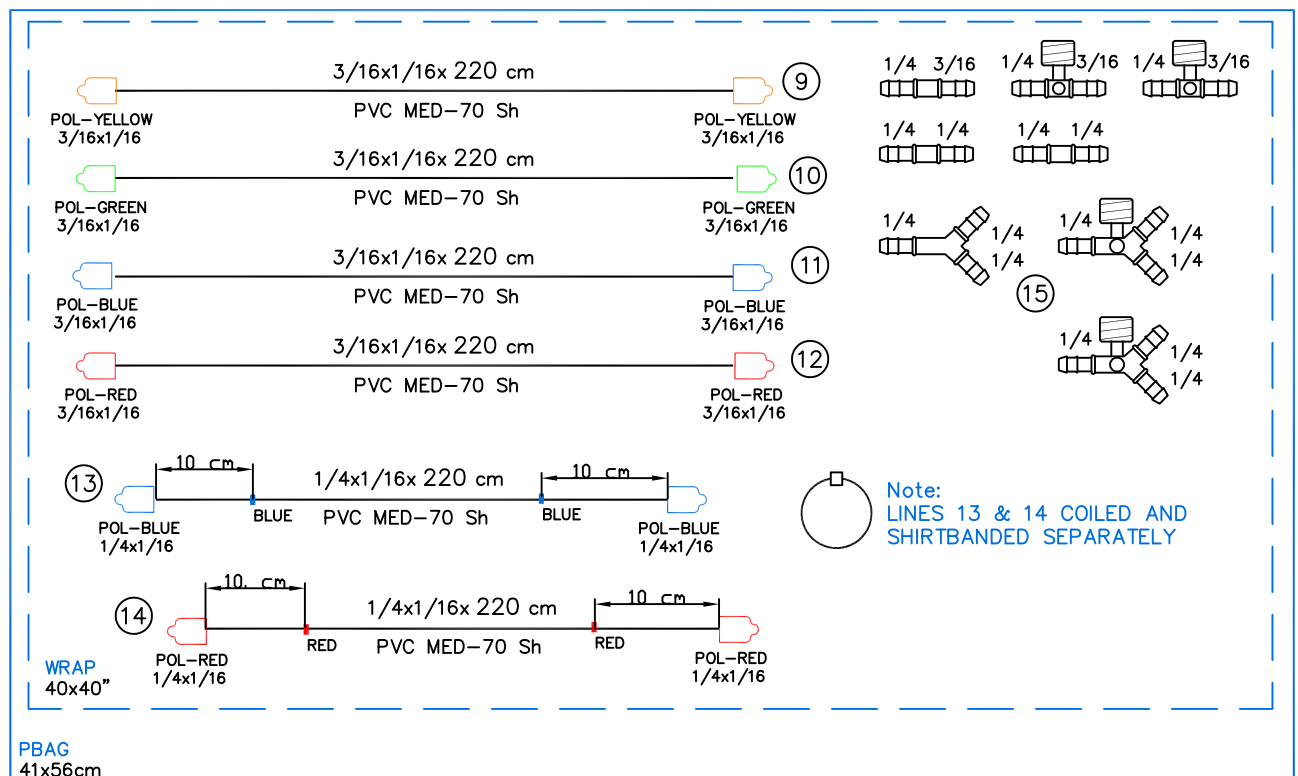 3/16x1/16x 220 cm
PVC MED-70 Sh
9
POL-YELLOW
3/16x1/16
POL-YELLOW
3/16x1/16
3/16x1/16x 220 cm
PVC MED-70 Sh
10
POL-GREEN
3/16x1/16
POL-GREEN
3/16x1/16
3/16x1/16x 220 cm
PVC MED-70 Sh
11
POL-BLUE
3/16x1/16
POL-BLUE
3/16x1/16
3/16x1/16x 220 cm
PVC MED-70 Sh
12
POL-RED
3/16x1/16
POL-RED
3/16x1/16
13
10 cm
1/4x1/16x 220 cm
10 cm
BLUE
PVC MED-70 Sh
BLUE
POL-BLUE
1/4x1/16
POL-BLUE
1/4x1/16
14
10. cm
1/4x1/16x 220 cm
10 cm
RED
PVC MED-70 Sh
RED
POL-RED
1/4x1/16
POL-RED
1/4x1/16
1/4 3/16
1/4 3/16
1/4 3/16
1/4 1/4
1/4 1/4
1/4
1/4
1/4
1/4
1/4
1/4
15
1/4
1/4
1/4
Note:
LINES 13 & 14 COILED AND
SHIRTBANDED SEPARATELY
WRAP
40x40"
PBAG
41x56cm